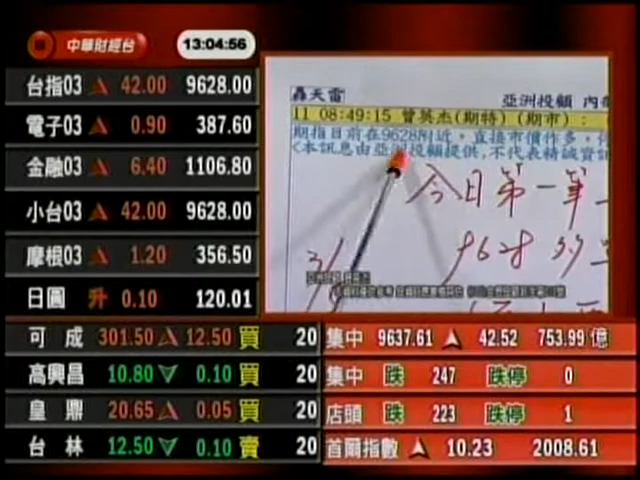 中華財經台 13:04:56
台指03 42.00 9628.00
電子03 0.90 387.60
金融03 6.40 1106.80
小台03 42.00 9628.00
摩根03 1.20 356.50
日圓 升 0.10 120.01
轟天雷 亞洲投顧
11 08:49:15 曾英杰(期特) (期市) :
期指目前在9628附近，直接市價作多，
<本訊息由亞洲投顧提供,不代表精誠資訊
今日第一筆
9628
可成 301.50 12.50 買 20
高興昌 10.80 0.10 買 20
皇鼎 20.65 0.05 買 20
台林 12.50 0.10 賣 20
集中 9637.61 42.52 753.99 億
集中 跌 247 跌停 0
店頭 跌 223 跌停 1
首爾指數 10.23 2008.61